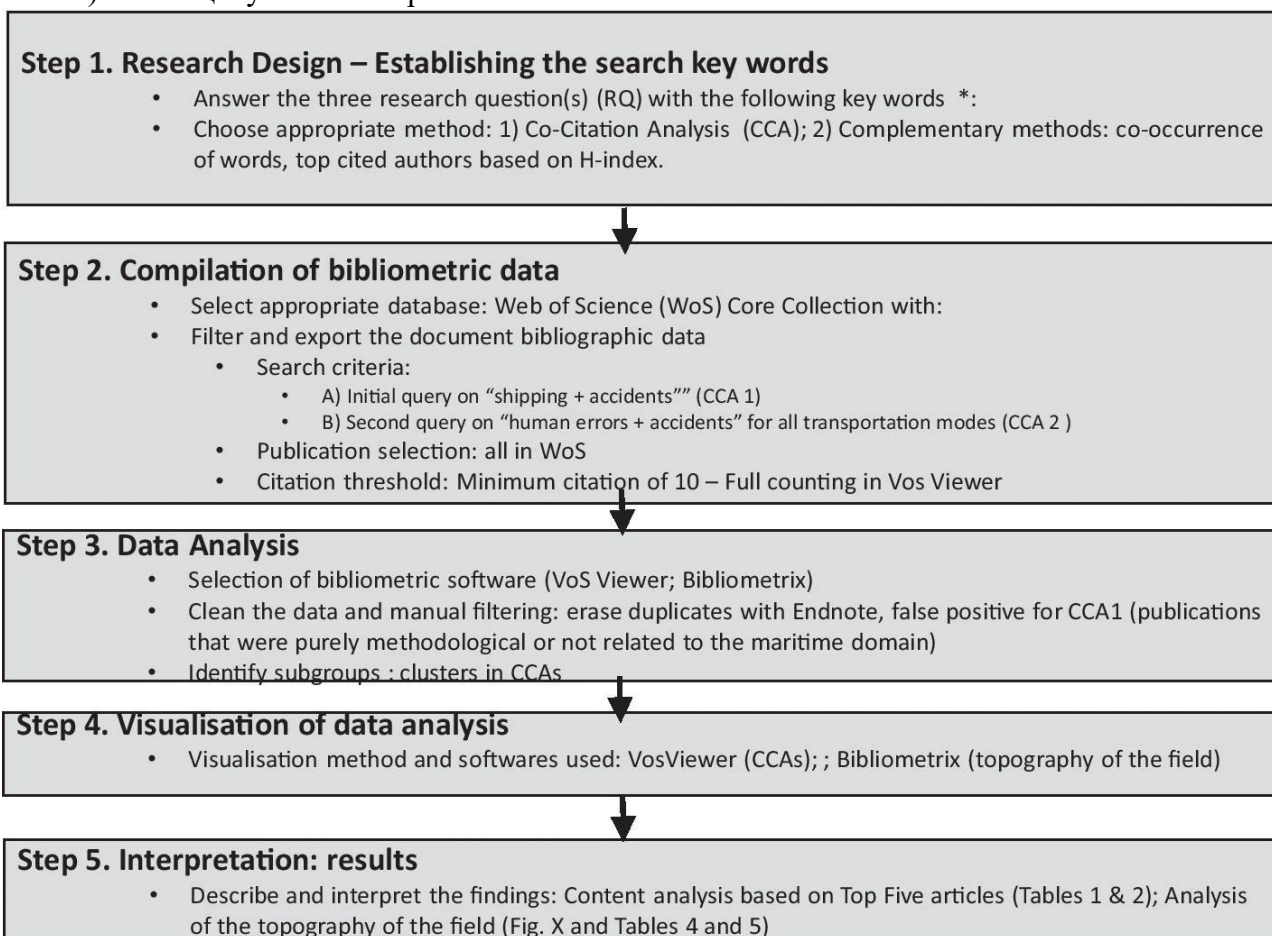 Step 1. Research Design – Establishing the search key words
• Answer the three research question(s) (RQ) with the following key words *:
• Choose appropriate method: 1) Co-Citation Analysis (CCA); 2) Complementary methods: co-occurrence
of words, top cited authors based on H-index.
Step 2. Compilation of bibliometric data
• Select appropriate database: Web of Science (WoS) Core Collection with:
• Filter and export the document bibliographic data
• Search criteria:
• A) Initial query on “shipping + accidents”” (CCA 1)
• B) Second query on “human errors + accidents” for all transportation modes (CCA 2 )
• Publication selection: all in WoS
• Citation threshold: Minimum citation of 10 – Full counting in Vos Viewer
Step 3. Data Analysis
• Selection of bibliometric software (VoS Viewer; Bibliometrix)
• Clean the data and manual filtering: erase duplicates with Endnote, false positive for CCA1 (publications
that were purely methodological or not related to the maritime domain)
• Identify subgroups : clusters in CCAs
Step 4. Visualisation of data analysis
• Visualisation method and softwares used: VosViewer (CCAs); ; Bibliometrix (topography of the field)
Step 5. Interpretation: results
• Describe and interpret the findings: Content analysis based on Top Five articles (Tables 1 & 2); Analysis
of the topography of the field (Fig. X and Tables 4 and 5)